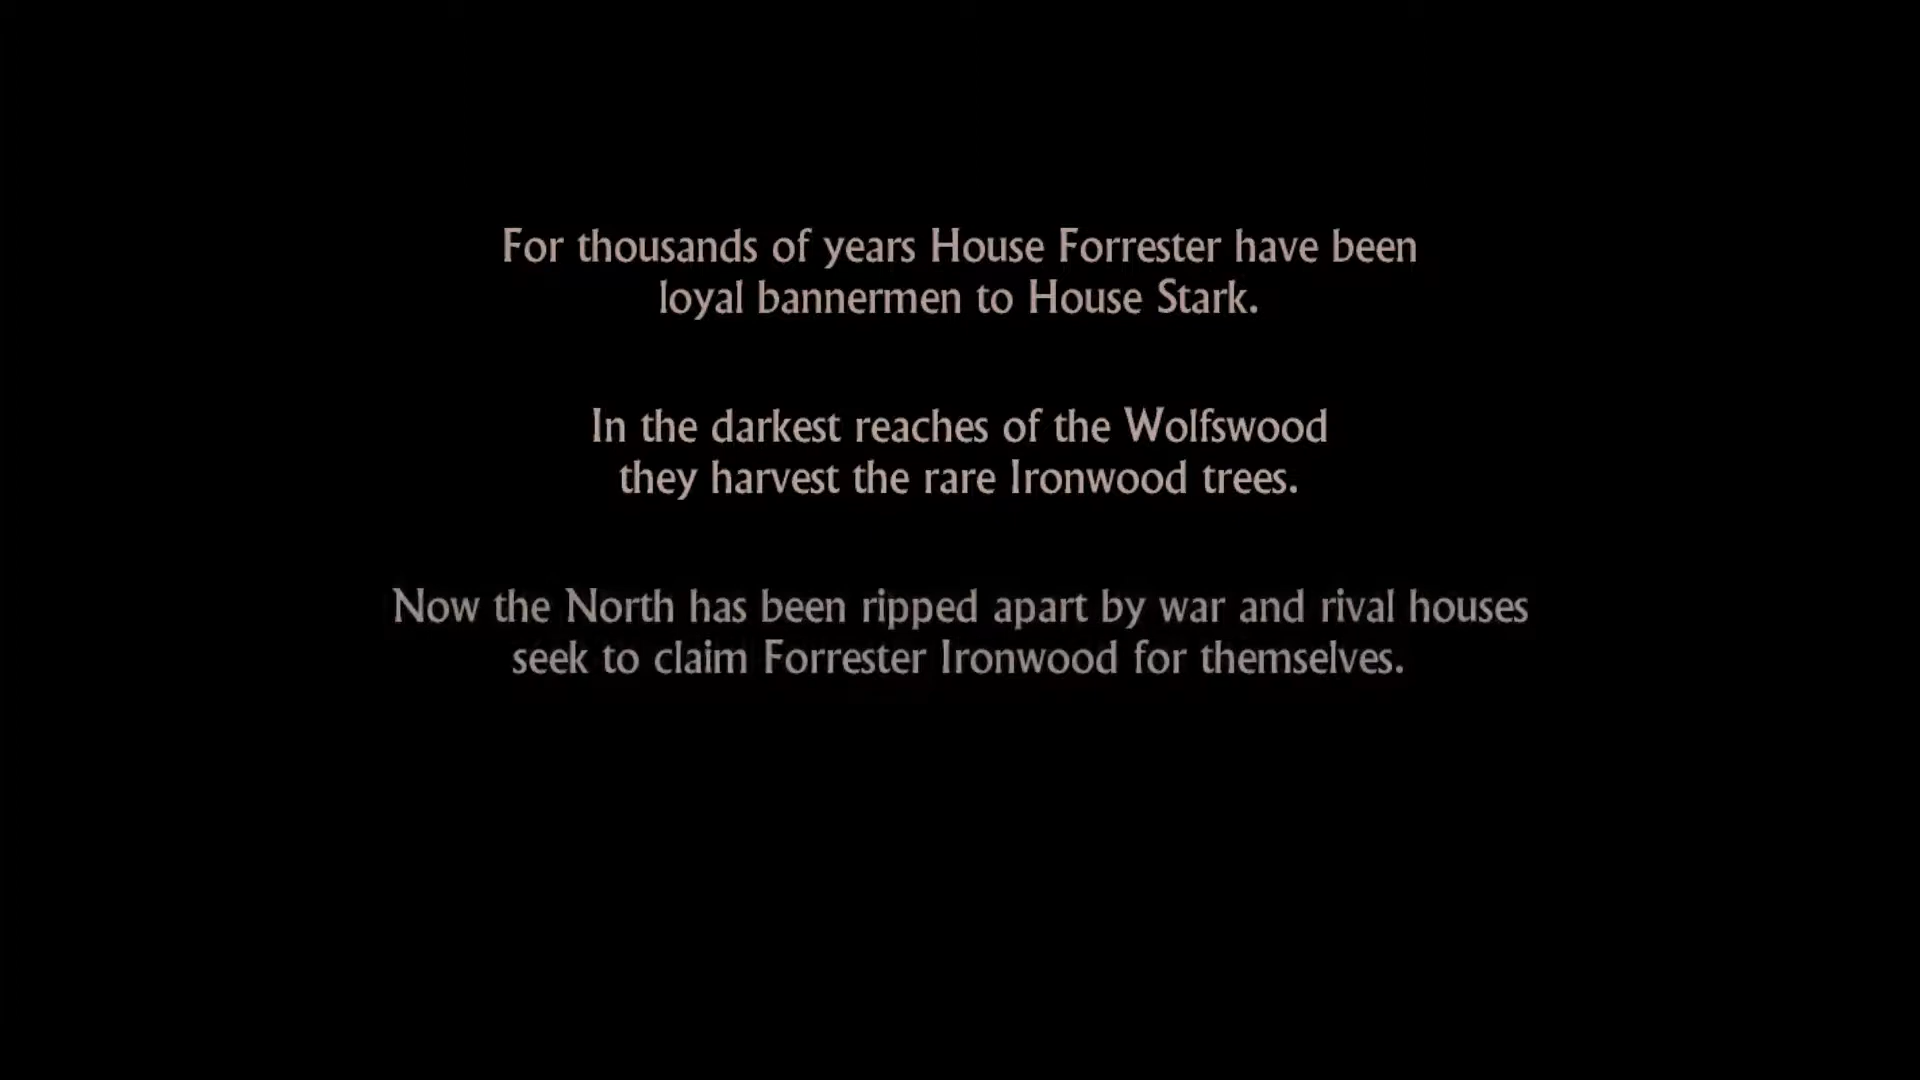 For thousands of years House Forrester have been
loyal bannermen to House Stark.
In the darkest reaches of the Wolfswood
they harvest the rare Ironwood trees.
Now the North has been ripped apart by war and rival houses
seek to claim Forrester Ironwood for themselves.